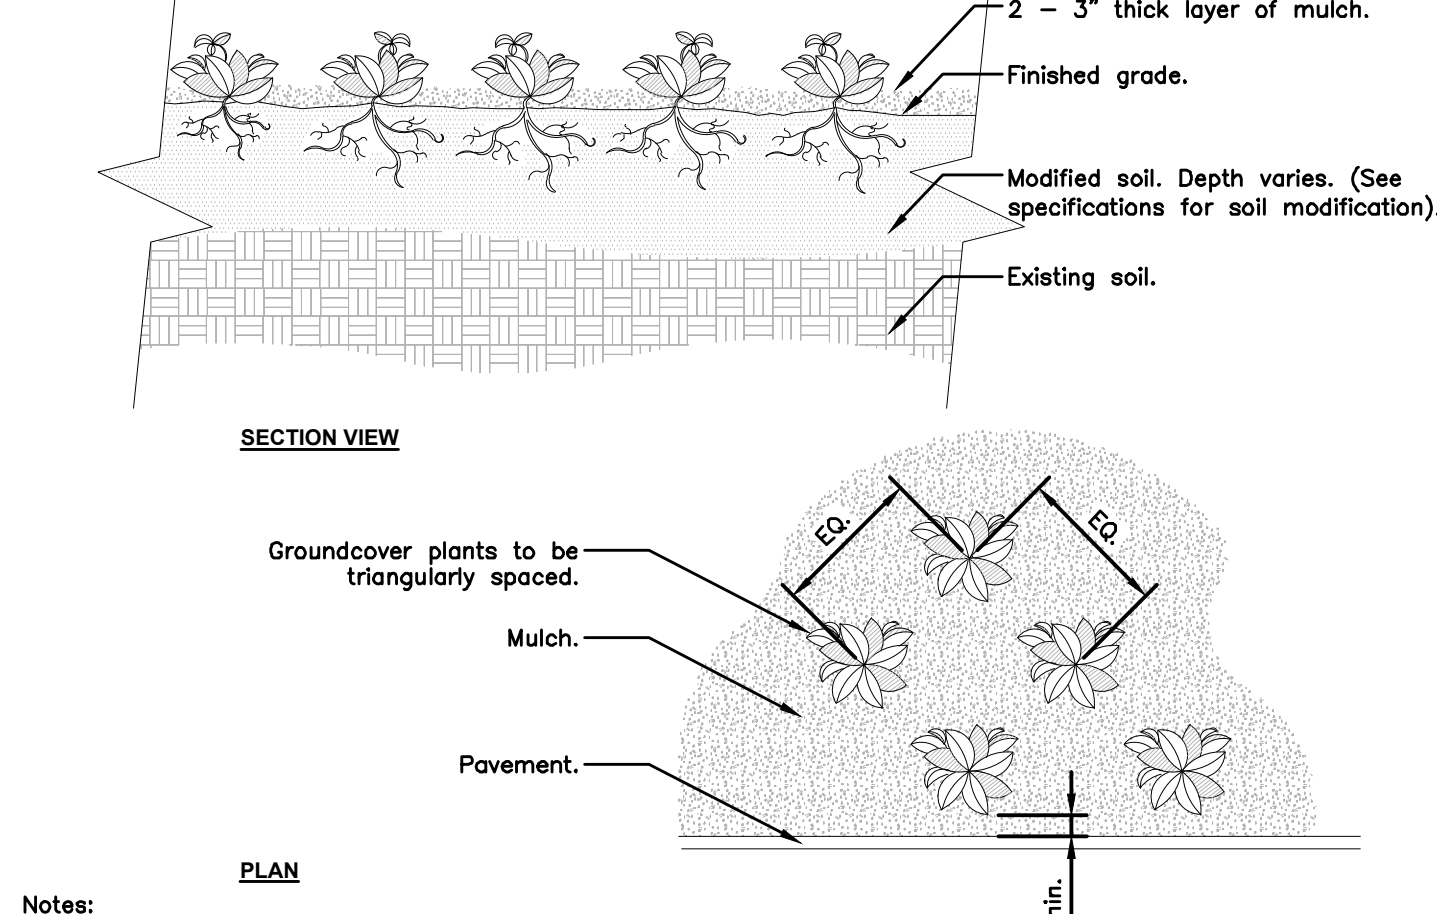 2 – 3" thick layer of mulch.
Finished grade.
Modified soil. Depth varies. (See
specifications for soil modification).
Existing soil.
SECTION VIEW
EQ.
EQ.
Groundcover plants to be
triangularly spaced.
Mulch.
Pavement.
PLAN
Notes: